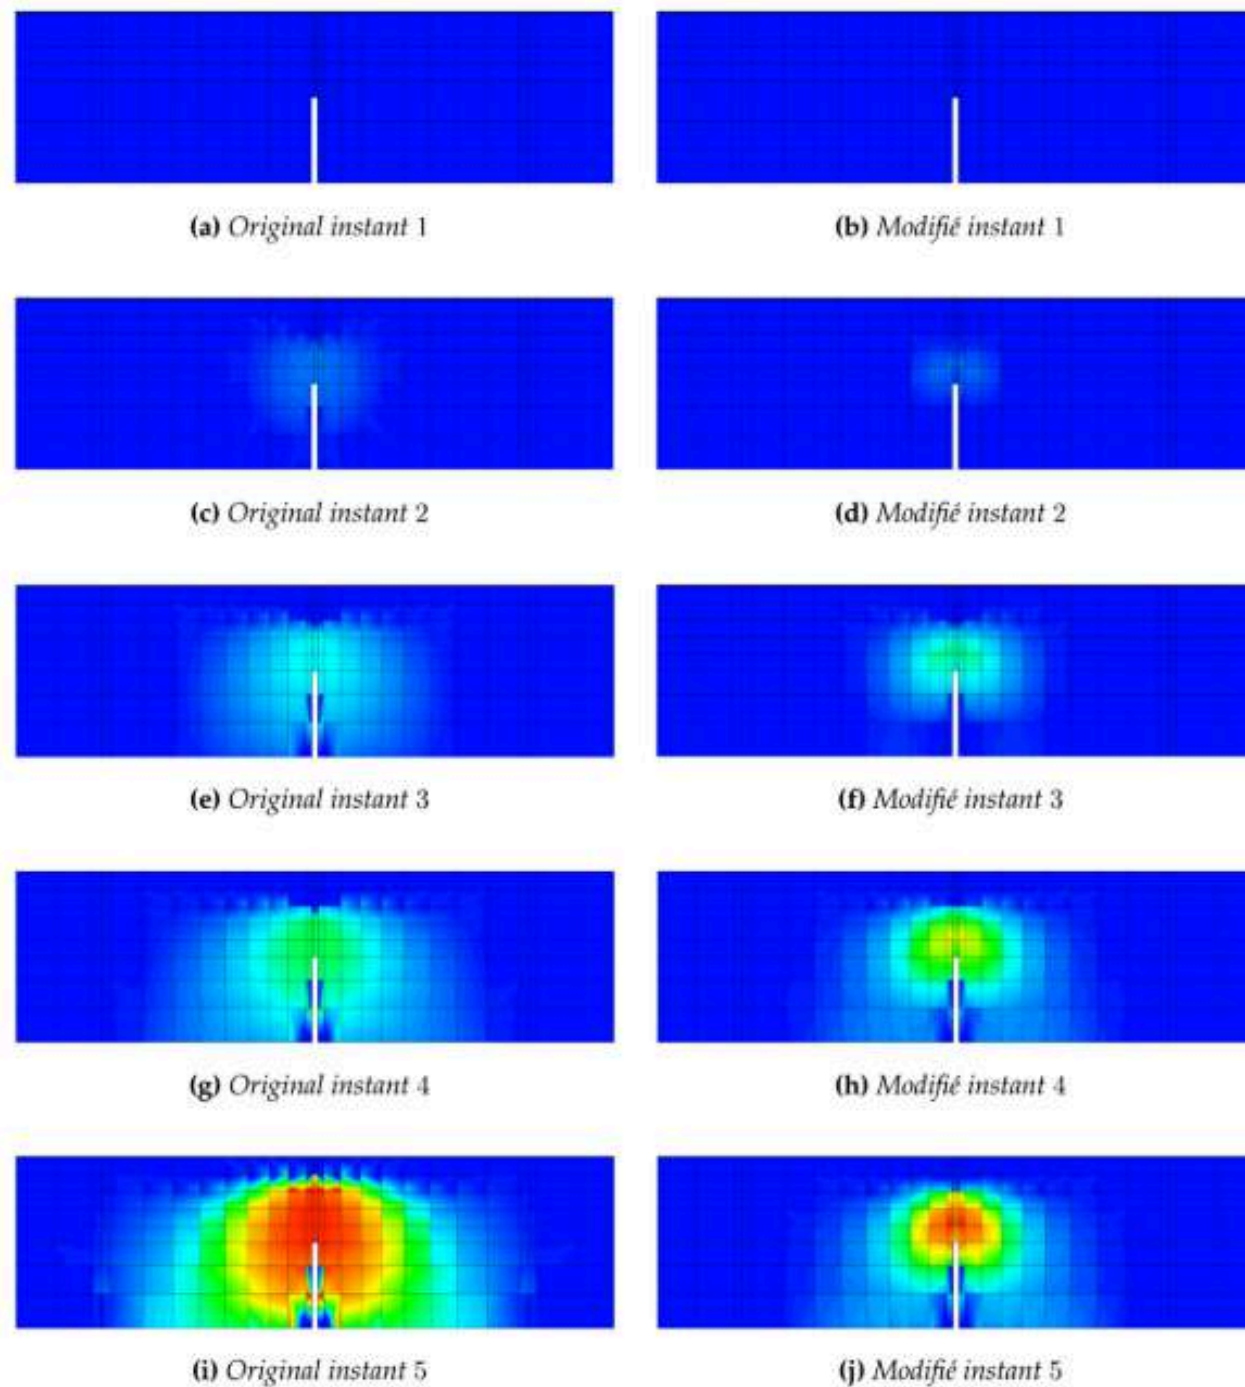 (a) Original instant 1
(b) Modifié instant 1
(c) Original instant 2
(d) Modifié instant 2
(e) Original instant 3
(f) Modifié instant 3
(g) Original instant 4
(h) Modifié instant 4
(i) Original instant 5
(j) Modifié instant 5